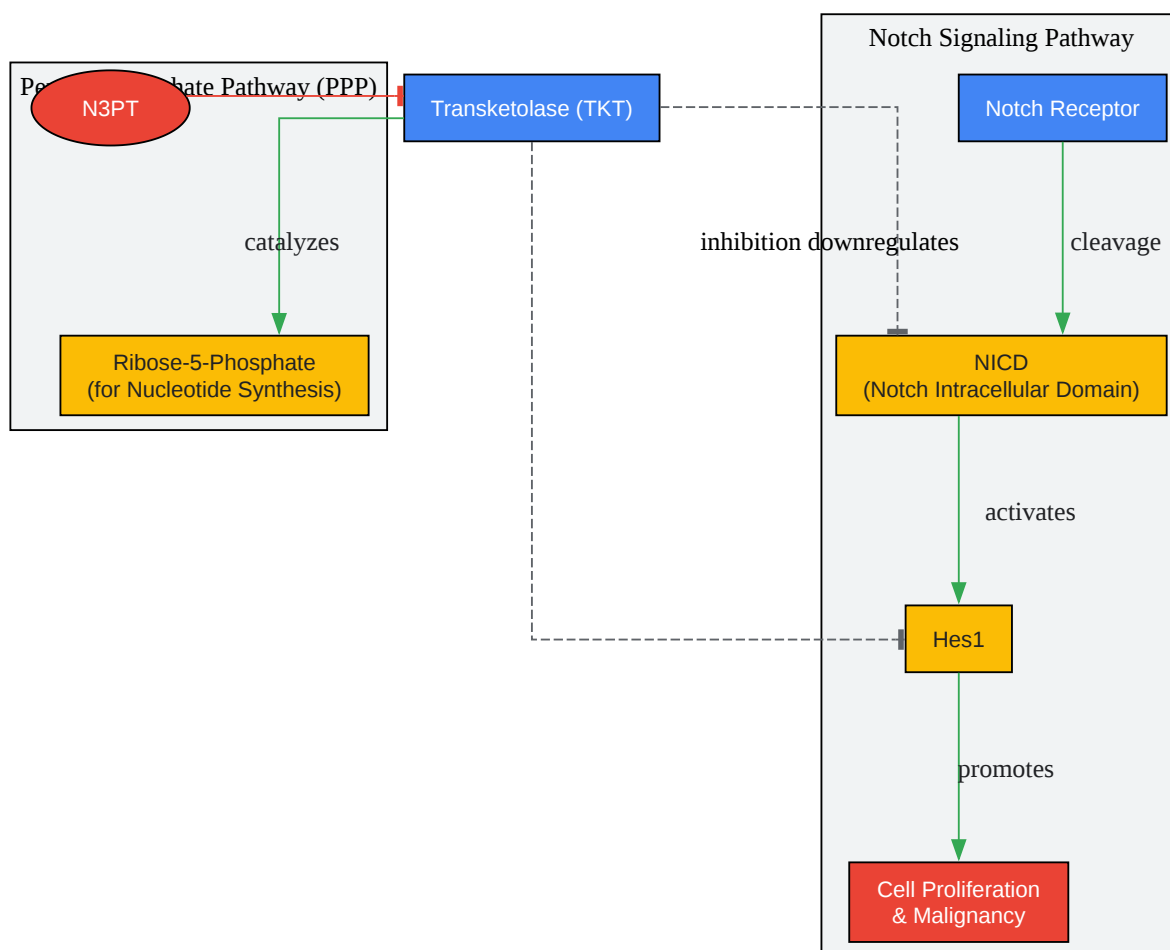 Notch Signaling Pathway
Pe hate Pathway (PPP)
N3PT
Transketolase (TKT)
Notch Receptor
catalyzes
inhibition downregulates
cleavage
Ribose-5-Phosphate
(for Nucleotide Synthesis)
NICD
(Notch Intracellular Domain)
activates
Hes1
promotes
Cell Proliferation
& Malignancy